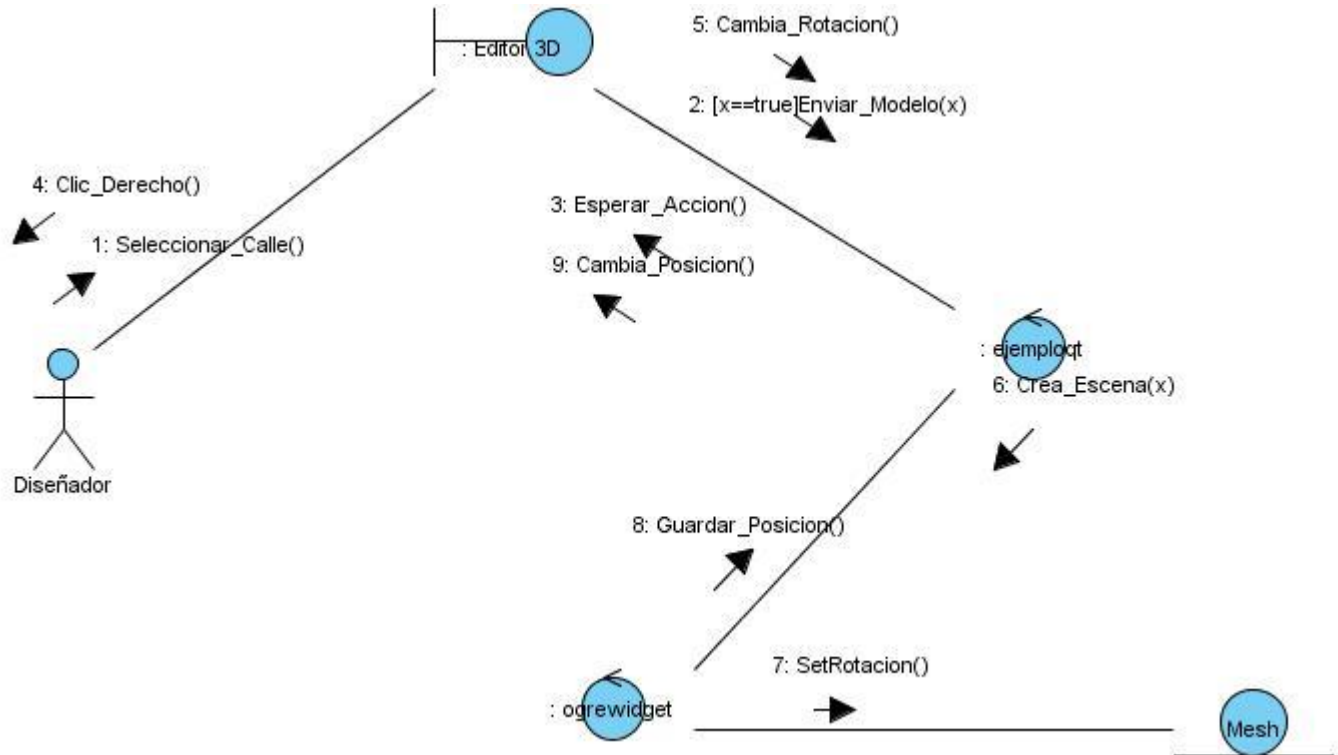 5: Cambia_Rotacion()
: Editor 3D
2: [x==true]Enviar_Modelo(x)
4: Clic_Derecho()
3: Esperar_Accion()
1: Seleccionar_Calle()
9: Cambia_Posicion()
: ejemploqt
6: Crea_Escena(x)
Diseñador
8: Guardar_Posicion()
7: SetRotacion()
: ogrewidget
Mesh